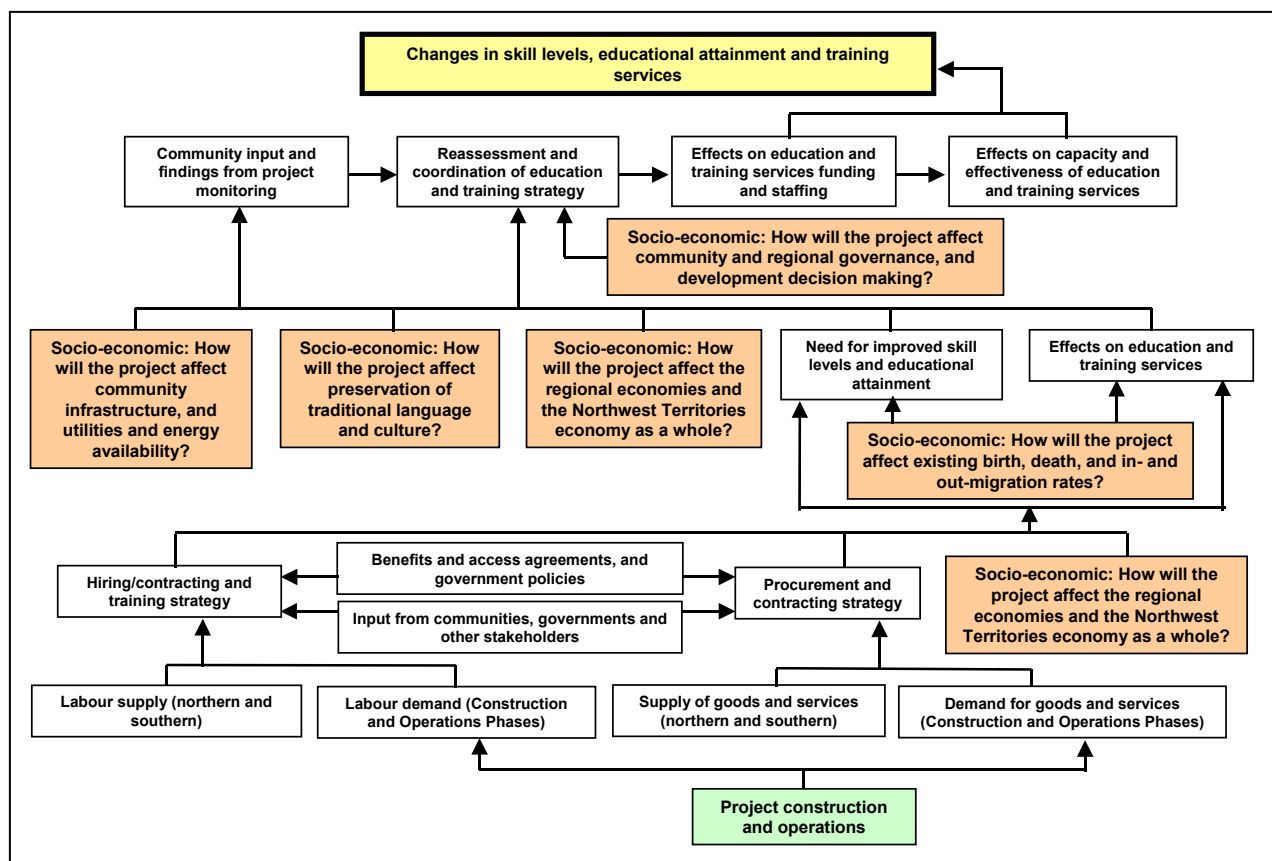 Changes in skill levels, educational attainment and training
services
Community input and
findings from project
monitoring
Reassessment and
coordination of education
and training strategy
Effects on education and
training services funding
and staffing
Effects on capacity and
effectiveness of education
and training services
Socio-economic: How will the project affect
community and regional governance, and
development decision making?
Socio-economic: How
will the project affect
community
infrastructure, and
utilities and energy
availability?
Socio-economic: How
will the project affect
preservation of
traditional language
and culture?
Socio-economic: How
will the project affect the
regional economies and
the Northwest Territories
economy as a whole?
Need for improved skill
levels and educational
attainment
Effects on education and
training services
Socio-economic: How will the project
affect existing birth, death, and in- and
out-migration rates?
Hiring/contracting and
training strategy
Benefits and access agreements, and
government policies
Input from communities, governments and
other stakeholders
Procurement and
contracting strategy
Socio-economic: How will the
project affect the regional
economies and the Northwest
Territories economy as a whole?
Labour supply (northern and
southern)
Labour demand (Construction
and Operations Phases)
Supply of goods and services
(northern and southern)
Demand for goods and services
(Construction and Operations Phases)
Project construction
and operations